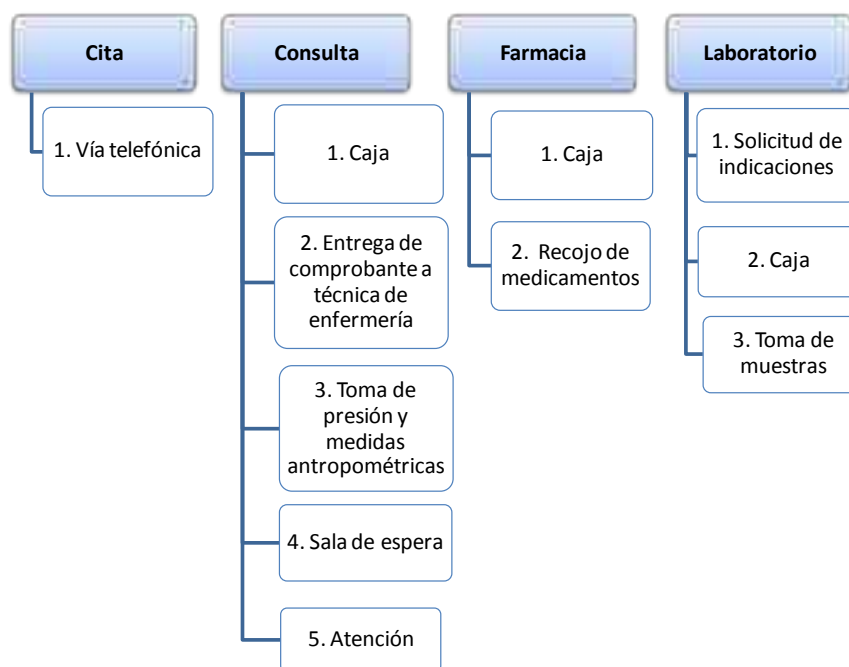 Cita
1. Vía telefónica
Consulta
1. Caja
2. Entrega de
comprobante a
técnica de
enfermería
3. Toma de
presión y
medidas
antropométricas
4. Sala de espera
5. Atención
Farmacia
1. Caja
2. Recojo de
medicamentos
Laboratorio
1. Solicitud de
indicaciones
2. Caja
3. Toma de
muestras